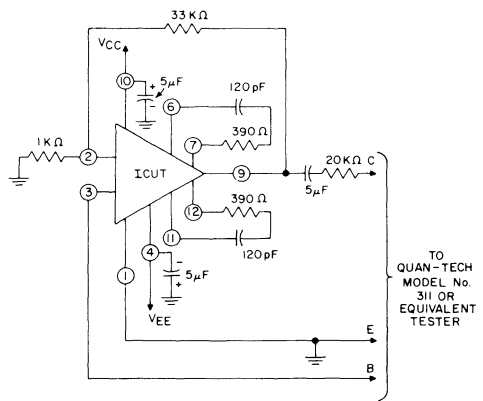 33 KΩ
VCC
10
+
5μF
-
6
120 pF
7
390 Ω
1 KΩ
2
ICUT
9
20KΩ
C
5μF
3
12
390 Ω
11
120 pF
4
-
5μF
+
1
VEE
TO
QUAN-TECH
MODEL No.
311 OR
EQUIVALENT
TESTER
E
B